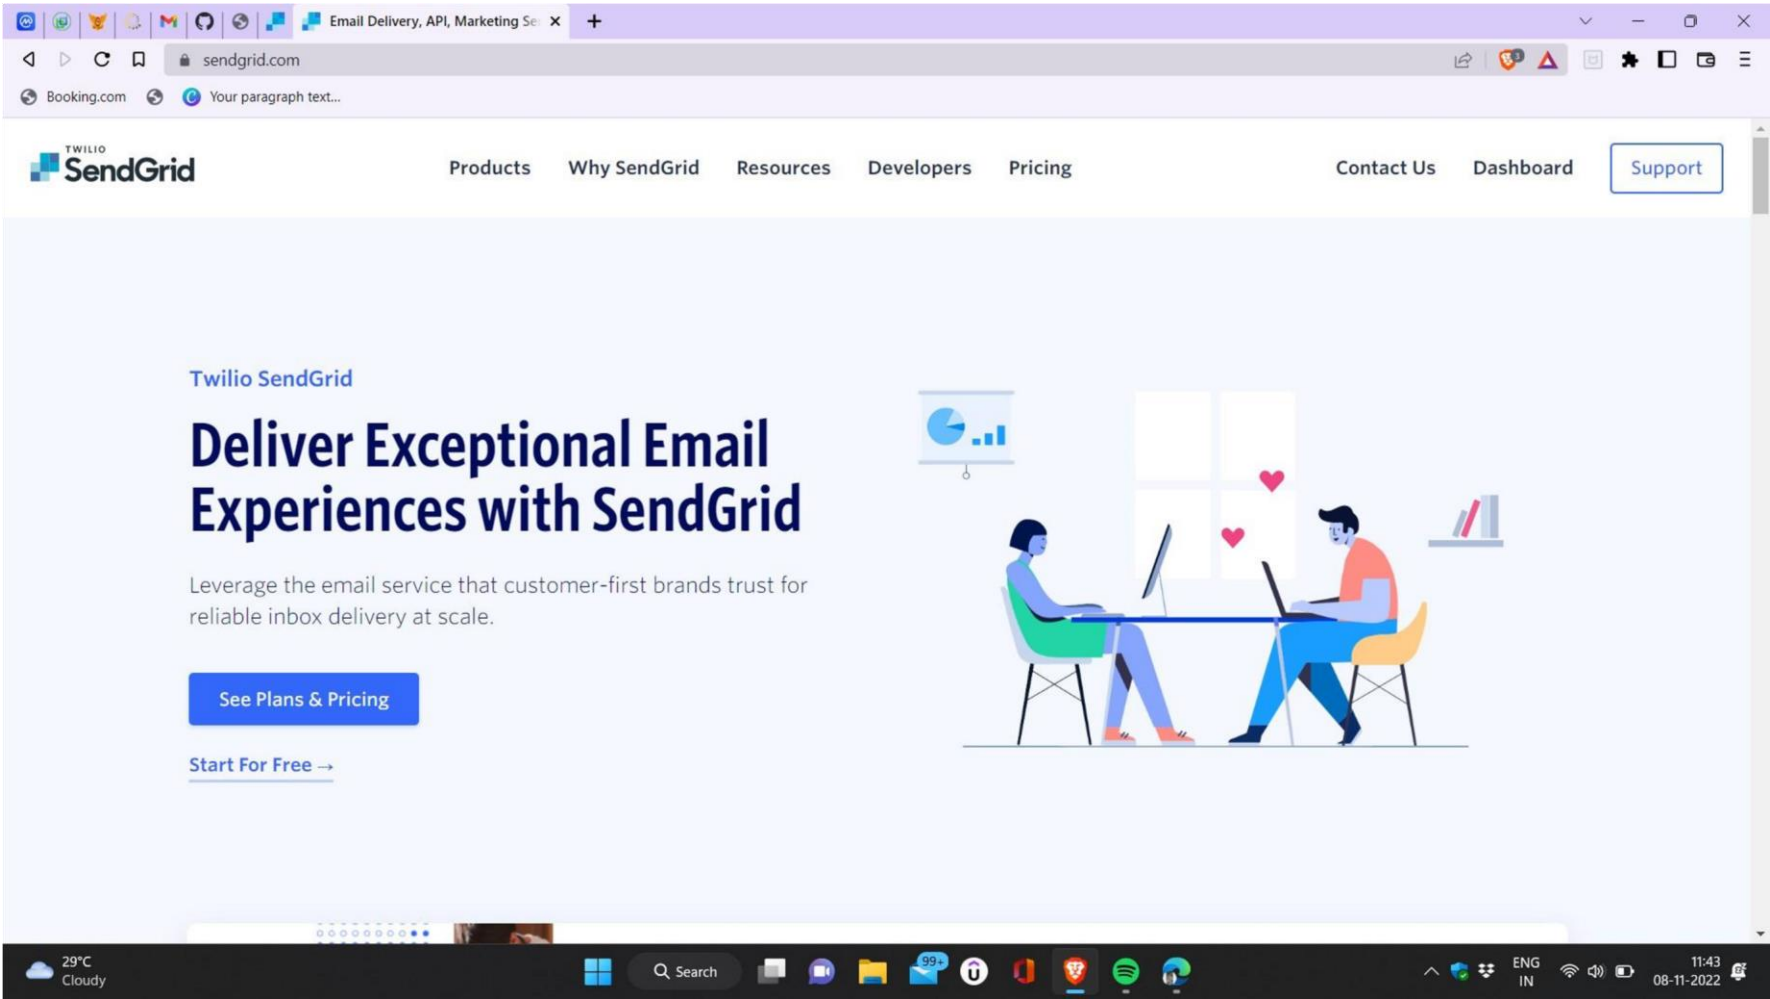 Email Delivery, API, Marketing Se
sendgrid.com
Booking.com
Your paragraph text...
TWILIO
SendGrid
Products
Why SendGrid
Resources
Developers
Pricing
Contact Us
Dashboard
Support
Twilio SendGrid
Deliver Exceptional Email
Experiences with SendGrid
Leverage the email service that customer-first brands trust for
reliable inbox delivery at scale.
See Plans & Pricing
Start For Free →
29°C
Cloudy
Search
99+
ENG
IN
11:43
08-11-2022